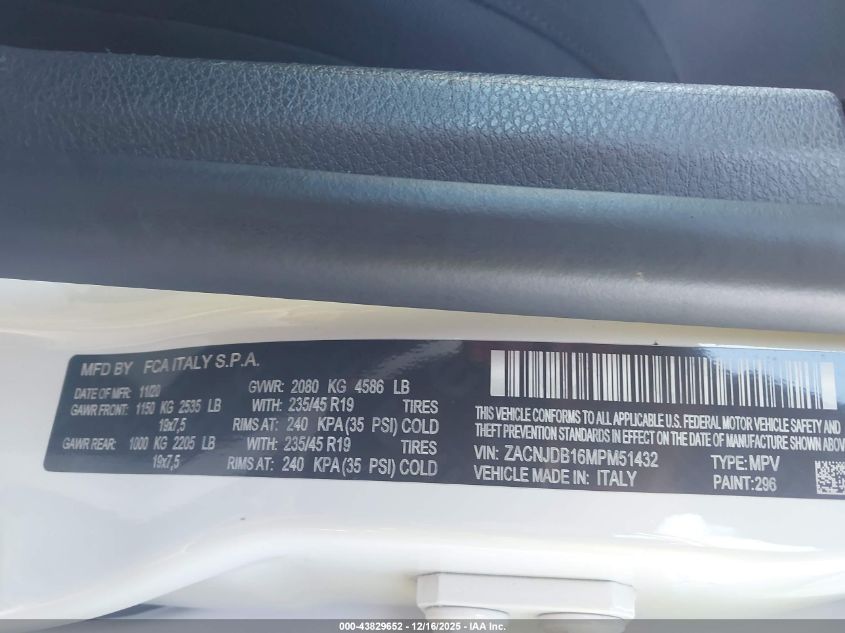 MFD BY FCA ITALY S.P.A.
DATE OF MFR: 11/20 GVWR: 2080 KG 4586 LB
GAWR FRONT: 1150 KG 2535 LB WITH: 235/45 R19 TIRES
19x7,5 RIMS AT: 240 KPA(35 PSI) COLD
GAWR REAR: 1000 KG 2205 LB WITH: 235/45 R19 TIRES
19x7,5 RIMS AT: 240 KPA(35 PSI) COLD
THIS VEHICLE CONFORMS TO ALL APPLICABLE U.S. FEDERAL MOTOR VEHICLE SAFETY AND
THEFT PREVENTION STANDARDS IN EFFECT ON THE DATE OF MANUFACTURE SHOWN ABOVE
VIN: ZACNJDB16MPM51432 TYPE: MPV
VEHICLE MADE IN: ITALY PAINT:296
000-43829652 - 12/16/2025 - IAA Inc.